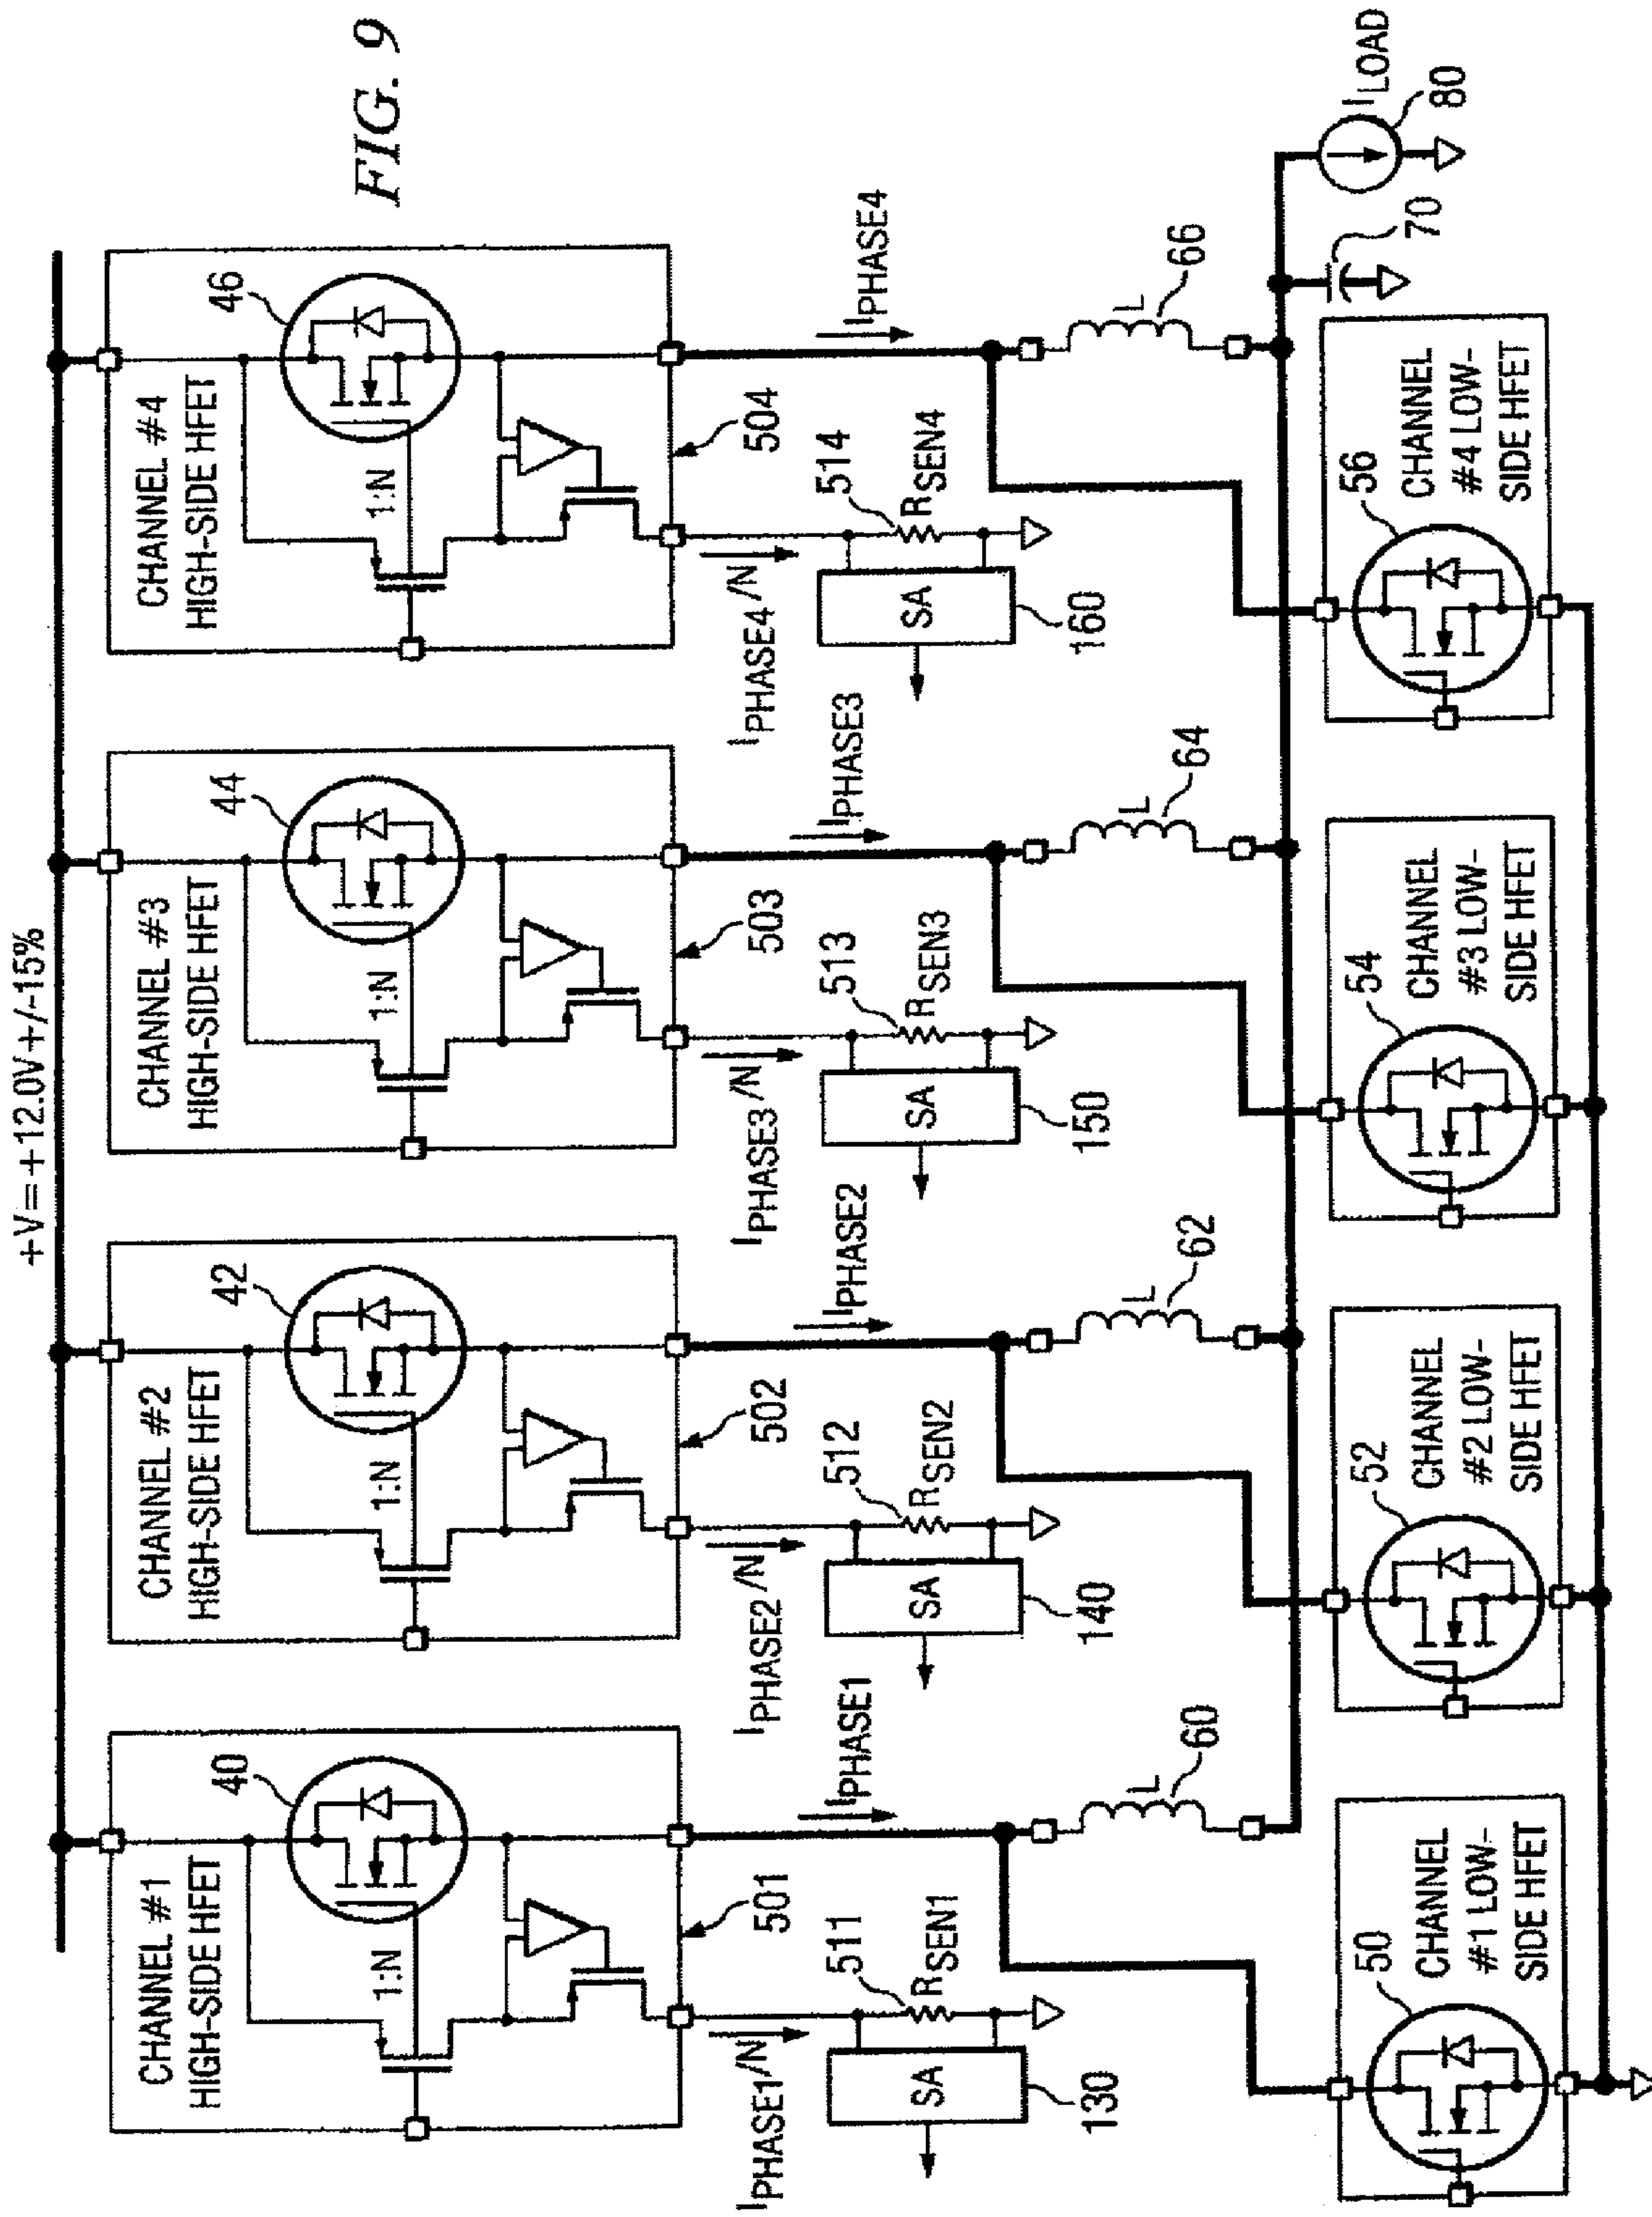 FIG. 9
+V=+12.0V+/-15%
CHANNEL #1
HIGH-SIDE HFET
40
1:N
501
CHANNEL #2
HIGH-SIDE HFET
42
1:N
502
CHANNEL #3
HIGH-SIDE HFET
44
1:N
503
CHANNEL #4
HIGH-SIDE HFET
46
1:N
504
IPHASE1/N
IPHASE1
511
RSEN1
SA
130
IPHASE2/N
IPHASE2
512
RSEN2
SA
140
IPHASE3/N
IPHASE3
513
RSEN3
SA
150
IPHASE4/N
IPHASE4
514
RSEN4
SA
160
L
60
L
62
L
64
L
66
ILOAD
80
70
50
CHANNEL
#1 LOW-
SIDE HFET
52
CHANNEL
#2 LOW-
SIDE HFET
54
CHANNEL
#3 LOW-
SIDE HFET
56
CHANNEL
#4 LOW-
SIDE HFET